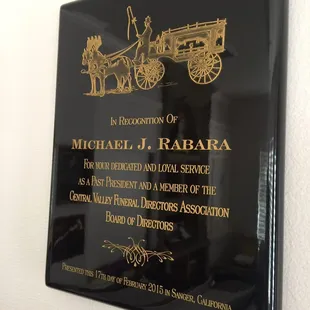 In Recognition Of
Michael J. Rabara
For your dedicated and loyal service
as a Past President and a member of the
Central Valley Funeral Directors Association
Board of Directors
Presented this 17th day of February 2015 in Sanger, California